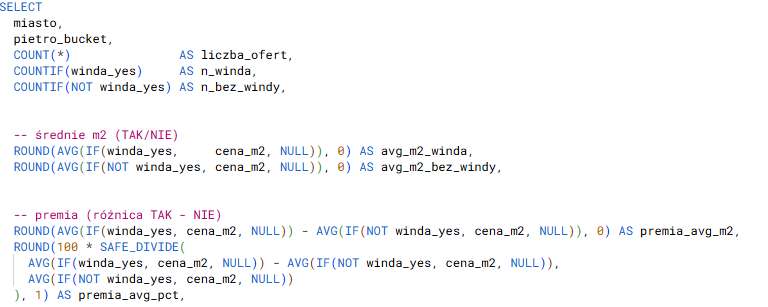 SELECT
  miasto,
  pietro_bucket,
  COUNT(*)             AS liczba_ofert,
  COUNTIF(winda_yes)     AS n_winda,
  COUNTIF(NOT winda_yes) AS n_bez_windy,
  -- średnie m2 (TAK/NIE)
  ROUND(AVG(IF(winda_yes,     cena_m2, NULL)), 0) AS avg_m2_winda,
  ROUND(AVG(IF(NOT winda_yes, cena_m2, NULL)), 0) AS avg_m2_bez_windy,
  -- premia (różnica TAK - NIE)
  ROUND(AVG(IF(winda_yes, cena_m2, NULL)) - AVG(IF(NOT winda_yes, cena_m2, NULL)), 0) AS premia_avg_m2,
  ROUND(100 * SAFE_DIVIDE(
    AVG(IF(winda_yes, cena_m2, NULL)) - AVG(IF(NOT winda_yes, cena_m2, NULL)),
    AVG(IF(NOT winda_yes, cena_m2, NULL))
  ), 1) AS premia_avg_pct,